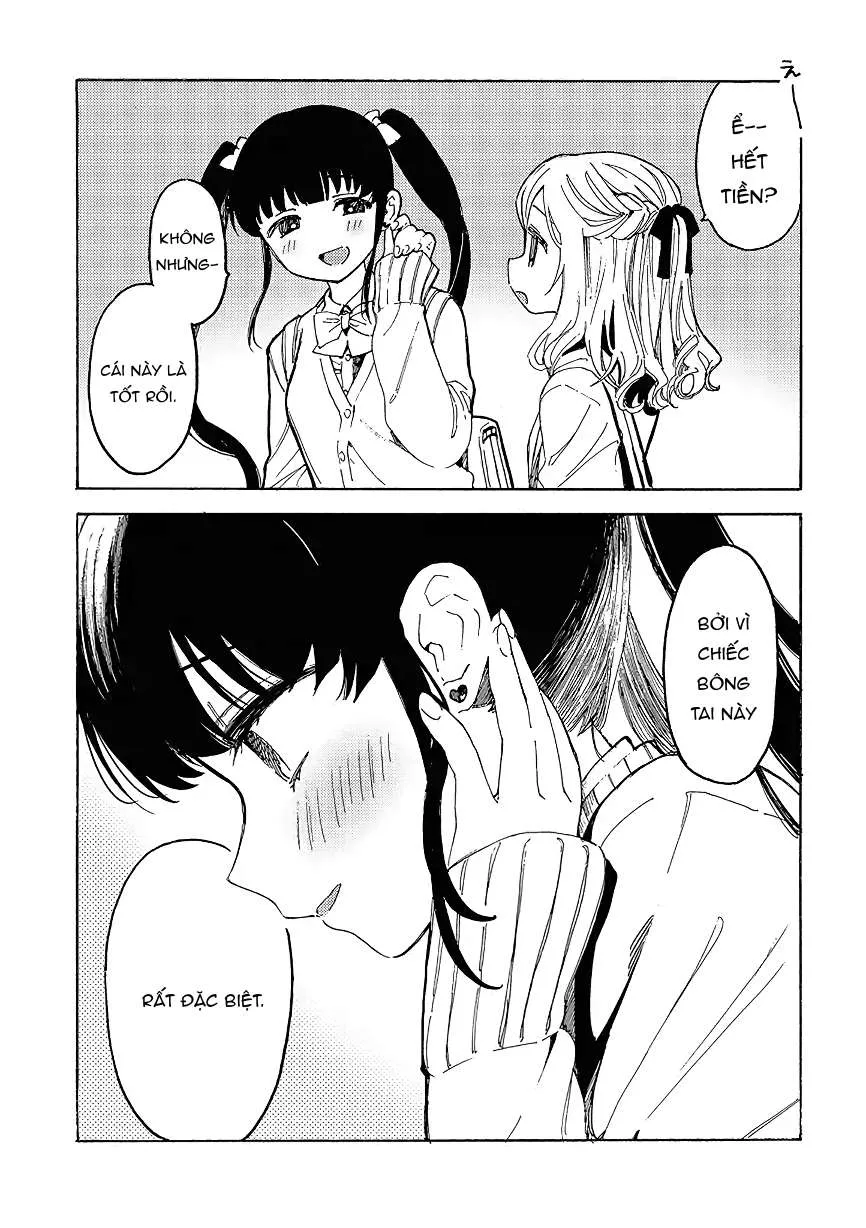 え
Ể--
HẾT
TIỀN?
KHÔNG
NHƯNG-
CÁI NÀY LÀ
TỐT RỒI.
BỞI VÌ
CHIẾC
BÔNG
TAI NÀY
RẤT ĐẶC BIỆT.